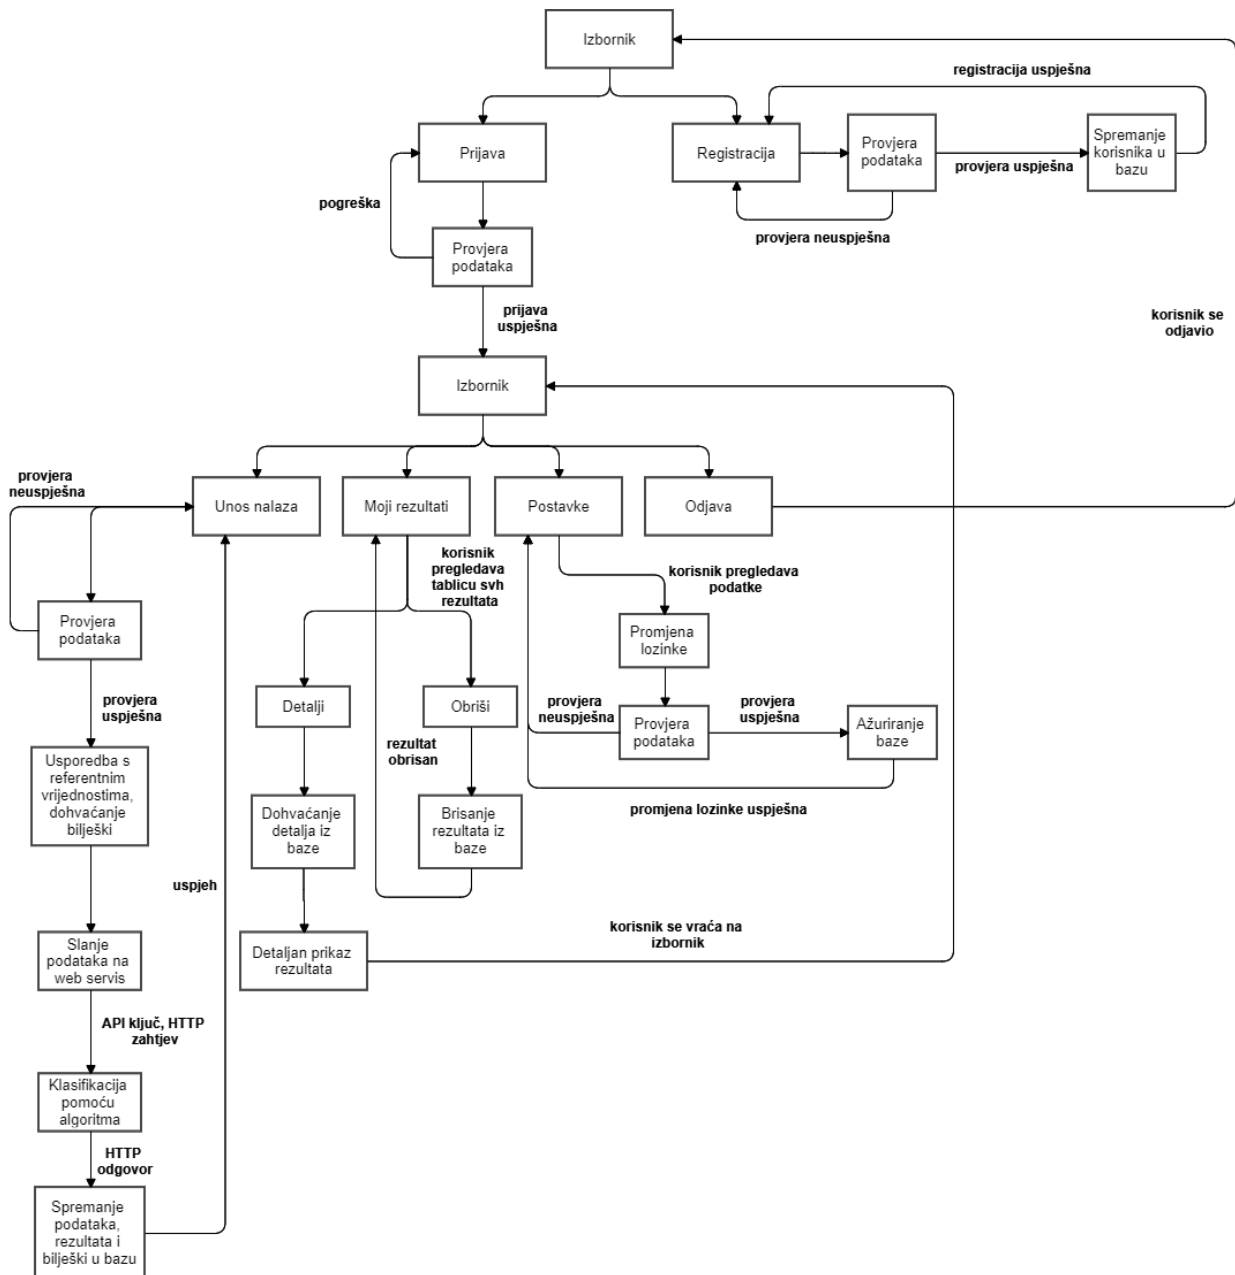 Izbornik
registracija uspješna
Prijava
Registracija
Provjera
podataka
Spremanje
korisnika u
bazu
provjera uspješna
pogreška
provjera neuspješna
Provjera
podataka
prijava
uspješna
korisnik se
odjavio
Izbornik
provjera
neuspješna
Unos nalaza
Moji rezultati
Postavke
Odjava
korisnik
pregledava
tablicu svh
rezultata
korisnik pregledava
podatke
Provjera
podataka
Promjena
lozinke
provjera
uspješna
Detalji
Obriši
provjera
neuspješna
Provjera
podataka
provjera
uspješna
Ažuriranje
baze
rezultat
obrisan
Usporedba s
referentnim
vrijednostima,
dohvaćanje
bilješki
Dohvaćanje
detalja iz
baze
Brisanje
rezultata iz
baze
promjena lozinke uspješna
uspjeh
korisnik se vraća na
izbornik
Slanje
podataka na
web servis
Detaljan prikaz
rezultata
API ključ, HTTP
zahtjev
Klasifikacija
pomoću
algoritma
HTTP
odgovor
Spremanje
podataka,
rezultata i
bilješki u bazu